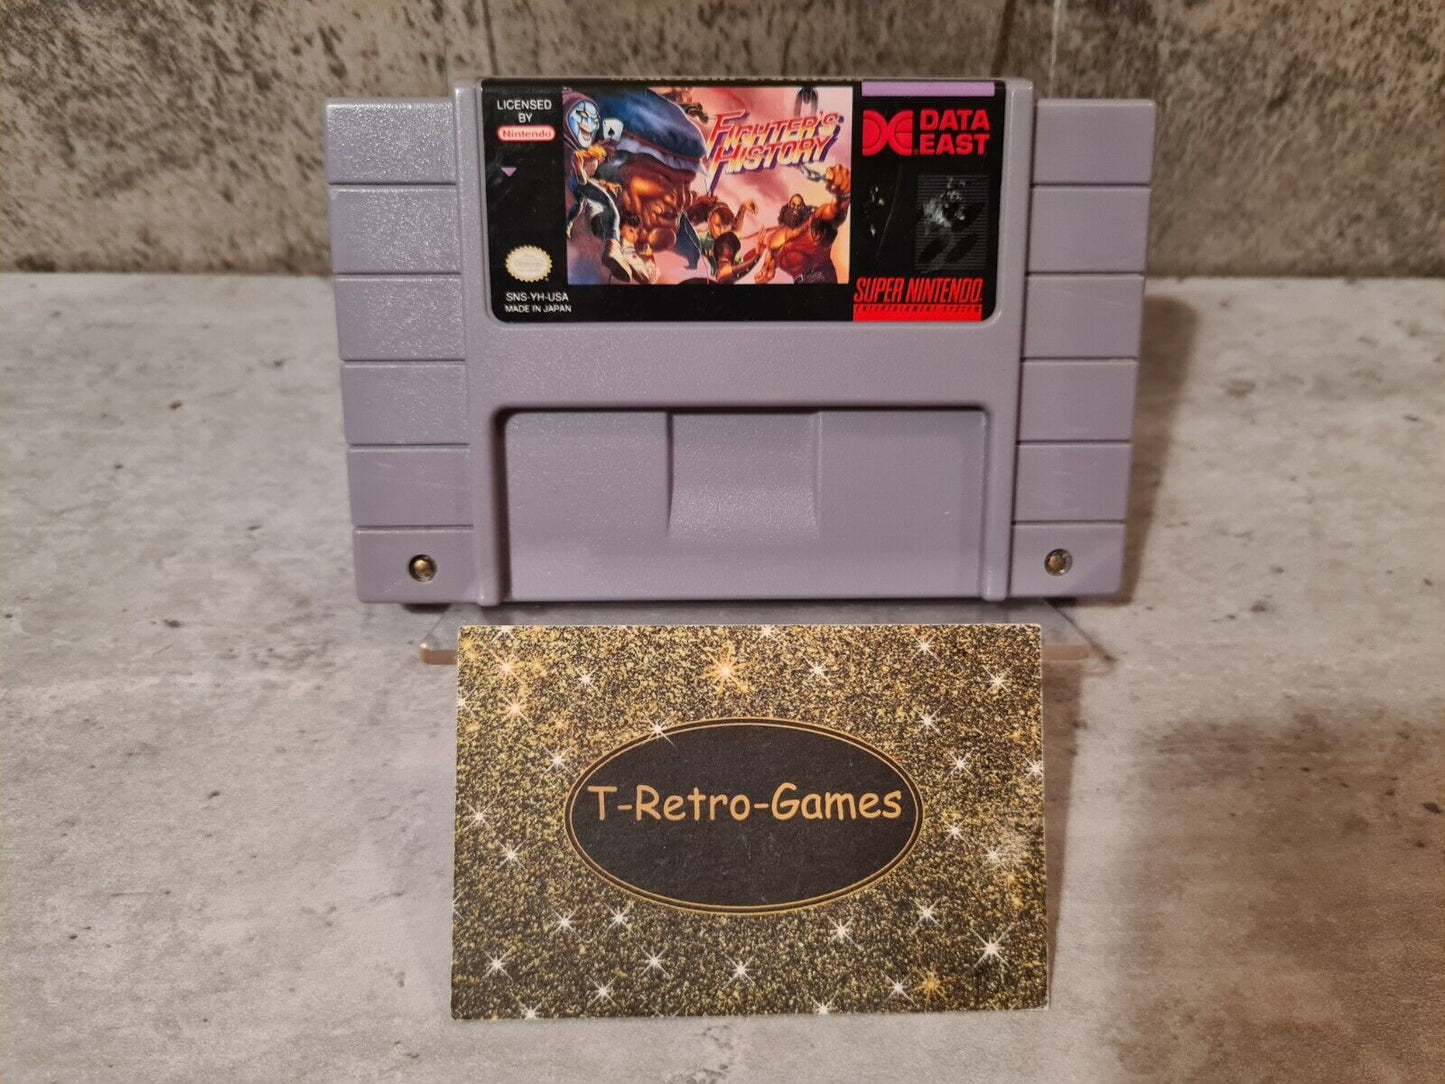 LICENSED
BY
Nintendo
FIGHTER'S
HISTORY
DATA
EAST
SNS-YH-USA
MADE IN JAPAN
SUPER NINTENDO
ENTERTAINMENT SYSTEM
T-Retro-Games